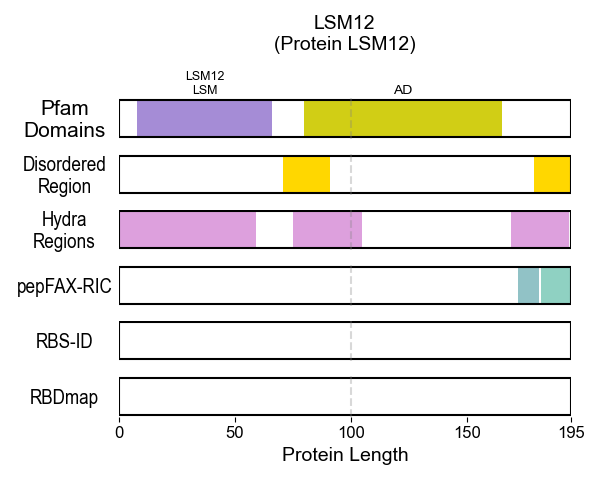 LSM12
(Protein LSM12)
LSM12
LSM
AD
Pfam
Domains
Disordered
Region
Hydra
Regions
pepFAX-RIC
RBS-ID
RBDmap
0 50 100 150 195
Protein Length